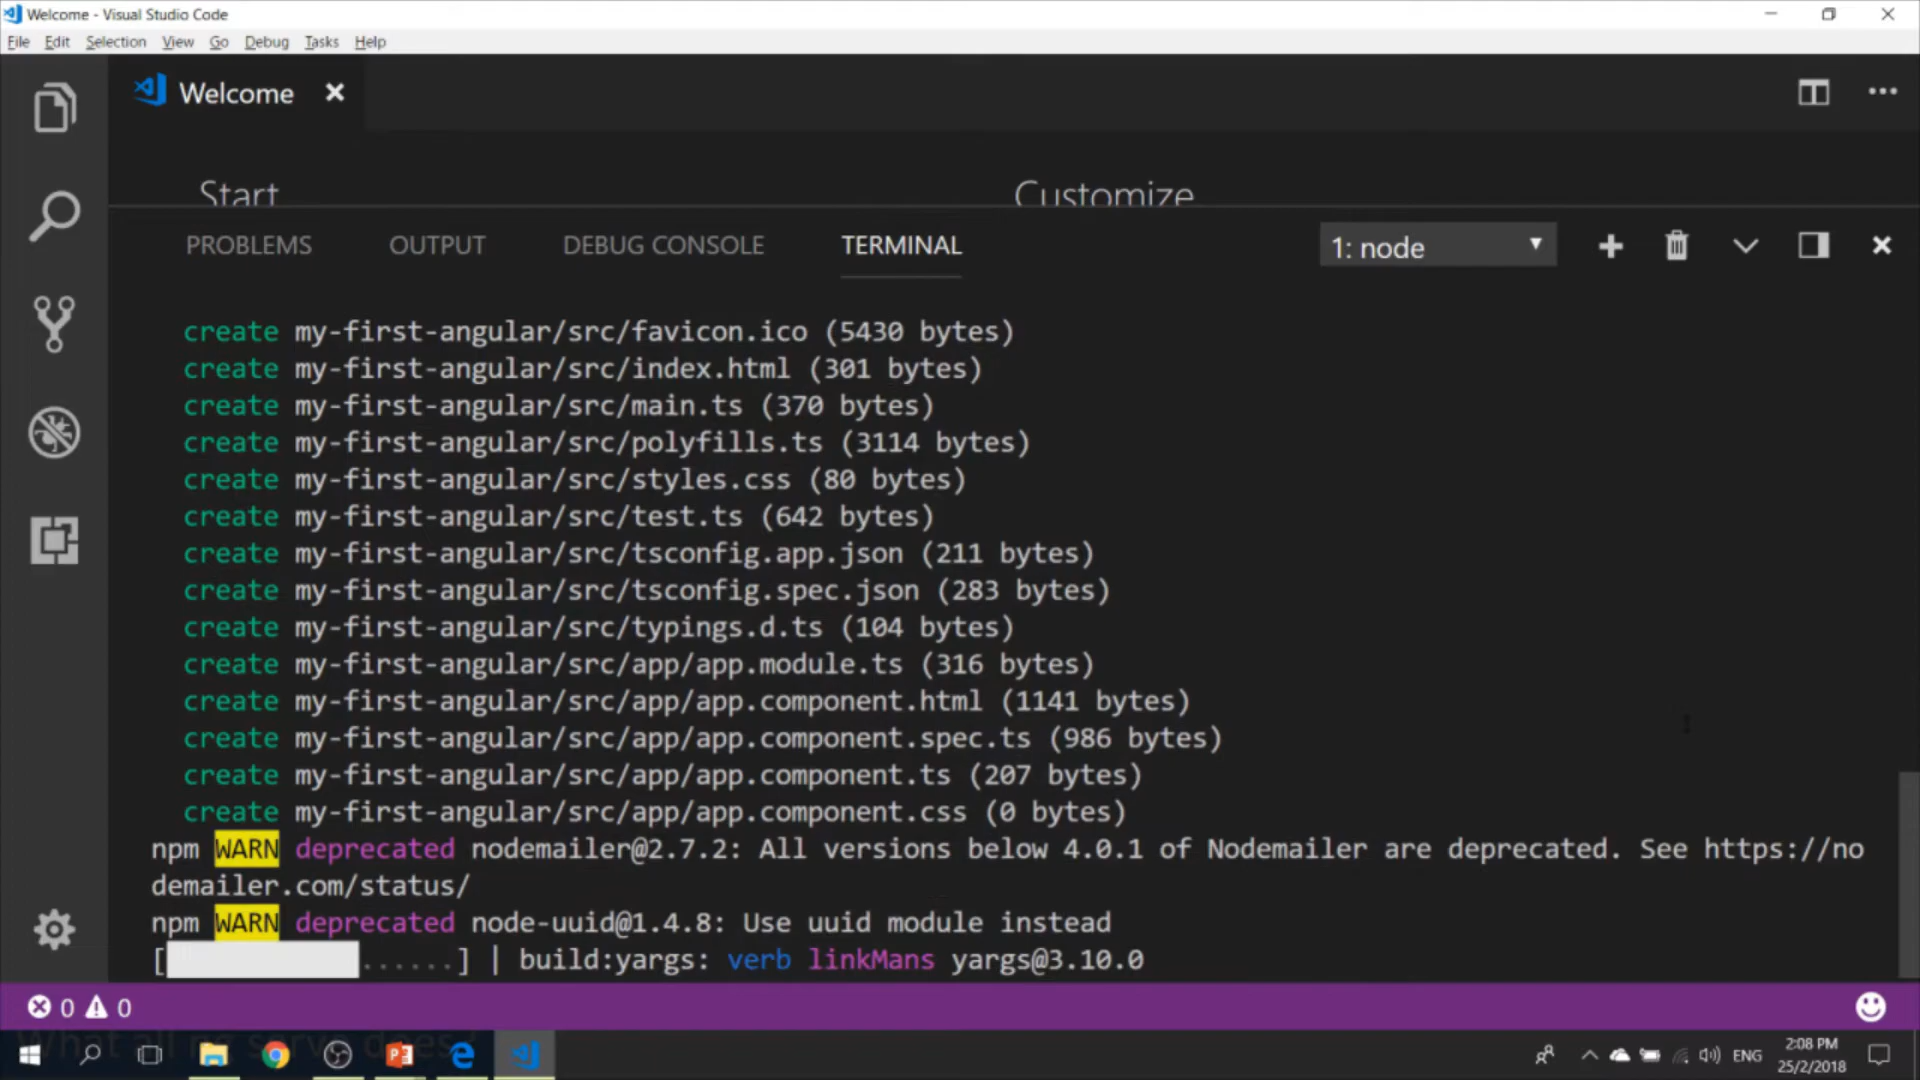 Welcome - Visual Studio Code
File Edit Selection View Go Debug Tasks Help
Welcome
Start
Customize
PROBLEMS OUTPUT DEBUG CONSOLE TERMINAL 1: node
create my-first-angular/src/favicon.ico (5430 bytes)
create my-first-angular/src/index.html (301 bytes)
create my-first-angular/src/main.ts (370 bytes)
create my-first-angular/src/polyfills.ts (3114 bytes)
create my-first-angular/src/styles.css (80 bytes)
create my-first-angular/src/test.ts (642 bytes)
create my-first-angular/src/tsconfig.app.json (211 bytes)
create my-first-angular/src/tsconfig.spec.json (283 bytes)
create my-first-angular/src/typings.d.ts (104 bytes)
create my-first-angular/src/app/app.module.ts (316 bytes)
create my-first-angular/src/app/app.component.html (1141 bytes)
create my-first-angular/src/app/app.component.spec.ts (986 bytes)
create my-first-angular/src/app/app.component.ts (207 bytes)
create my-first-angular/src/app/app.component.css (0 bytes)
npm WARN deprecated nodemailer@2.7.2: All versions below 4.0.1 of Nodemailer are deprecated. See https://no
demailer.com/status/
npm WARN deprecated node-uuid@1.4.8: Use uuid module instead
[ ......] | build:yargs: verb linkMans yargs@3.10.0
0 0
What all ng serve does?
ENG
2:08 PM
25/2/2018